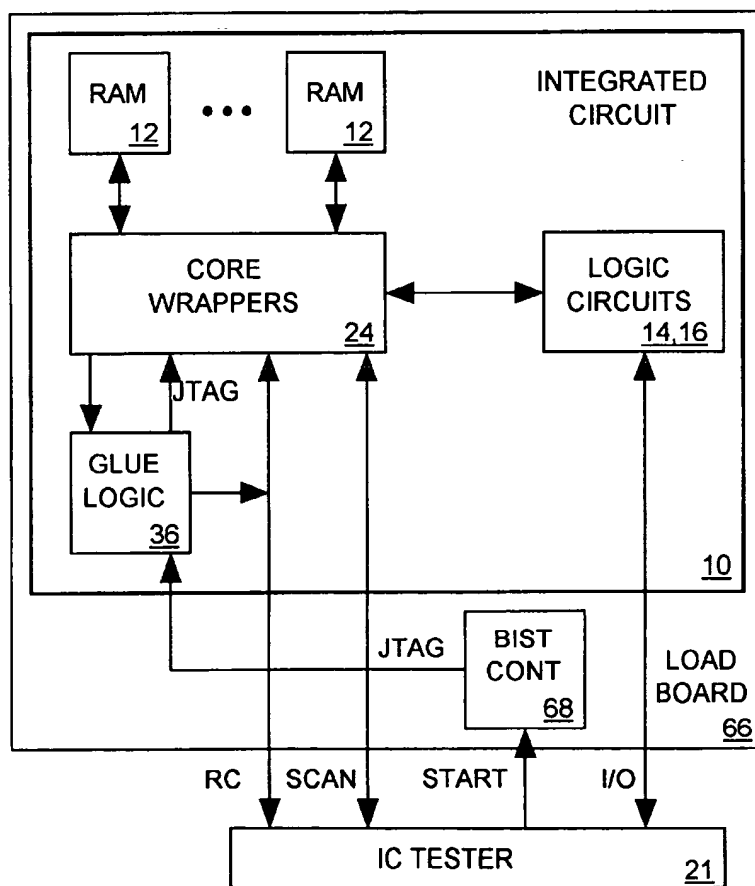 RAM
12
RAM
12
INTEGRATED
CIRCUIT
CORE
WRAPPERS
24
LOGIC
CIRCUITS
14,16
JTAG
GLUE
LOGIC
36
10
JTAG
BIST
CONT
68
LOAD
BOARD
66
RC
SCAN
START
I/O
IC TESTER
21